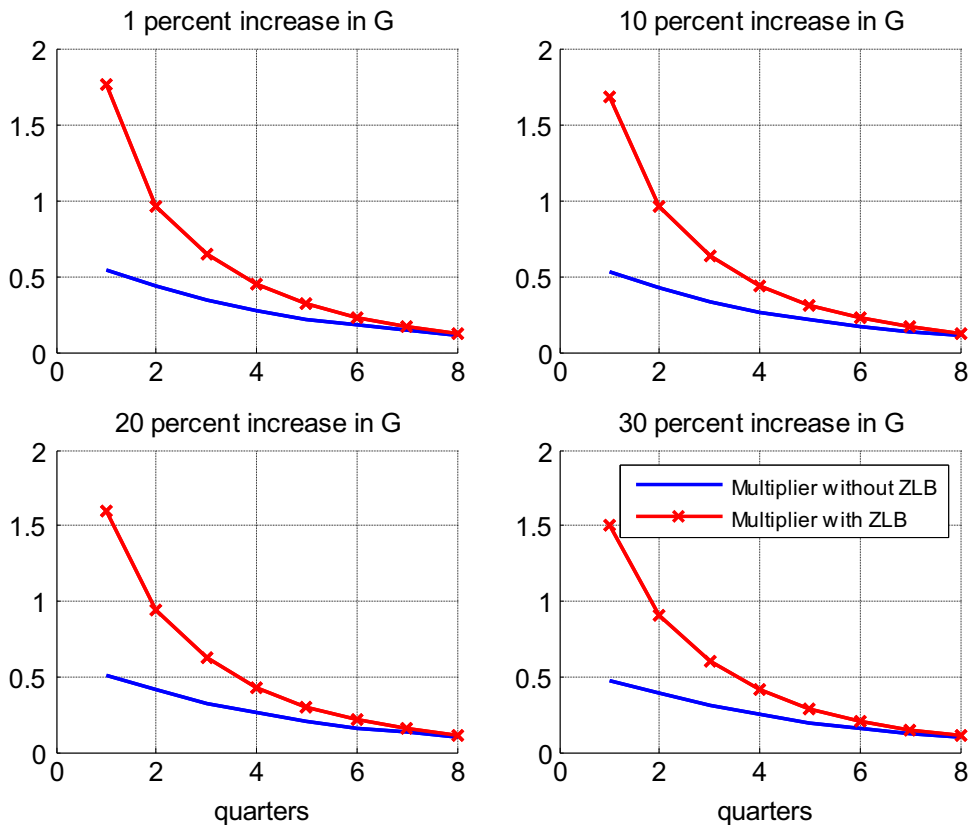 1 percent increase in G
2
1.5
1
0.5
0
0 2 4 6 8
10 percent increase in G
2
1.5
1
0.5
0
0 2 4 6 8
20 percent increase in G
2
1.5
1
0.5
0
0 2 4 6 8
quarters
30 percent increase in G
2
1.5
1
0.5
0
0 2 4 6 8
quarters
Multiplier without ZLB
Multiplier with ZLB